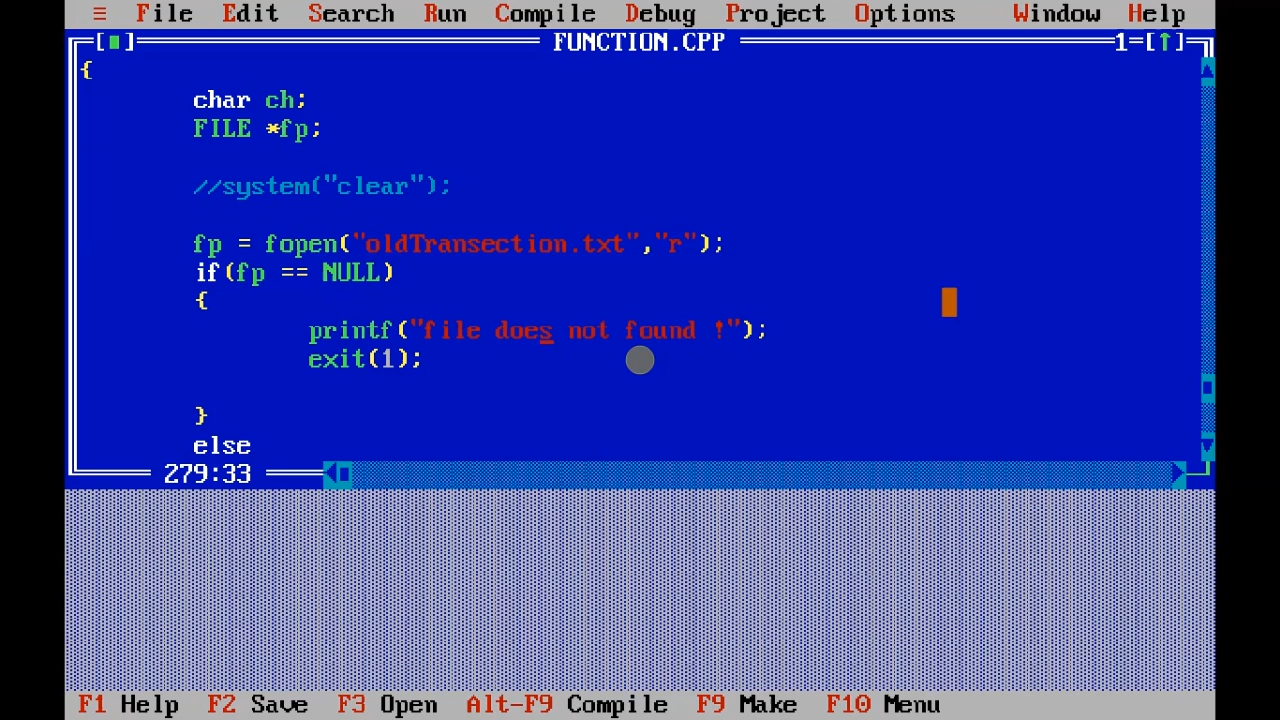 ≡ File Edit Search Run Compile Debug Project Options Window Help
[■] FUNCTION.CPP 1=[↑]
{
char ch;
FILE *fp;
//system("clear");
fp = fopen("oldTransection.txt","r");
if(fp == NULL)
{
printf("file does not found !");
exit(1);
}
else
279:33
F1 Help F2 Save F3 Open Alt-F9 Compile F9 Make F10 Menu